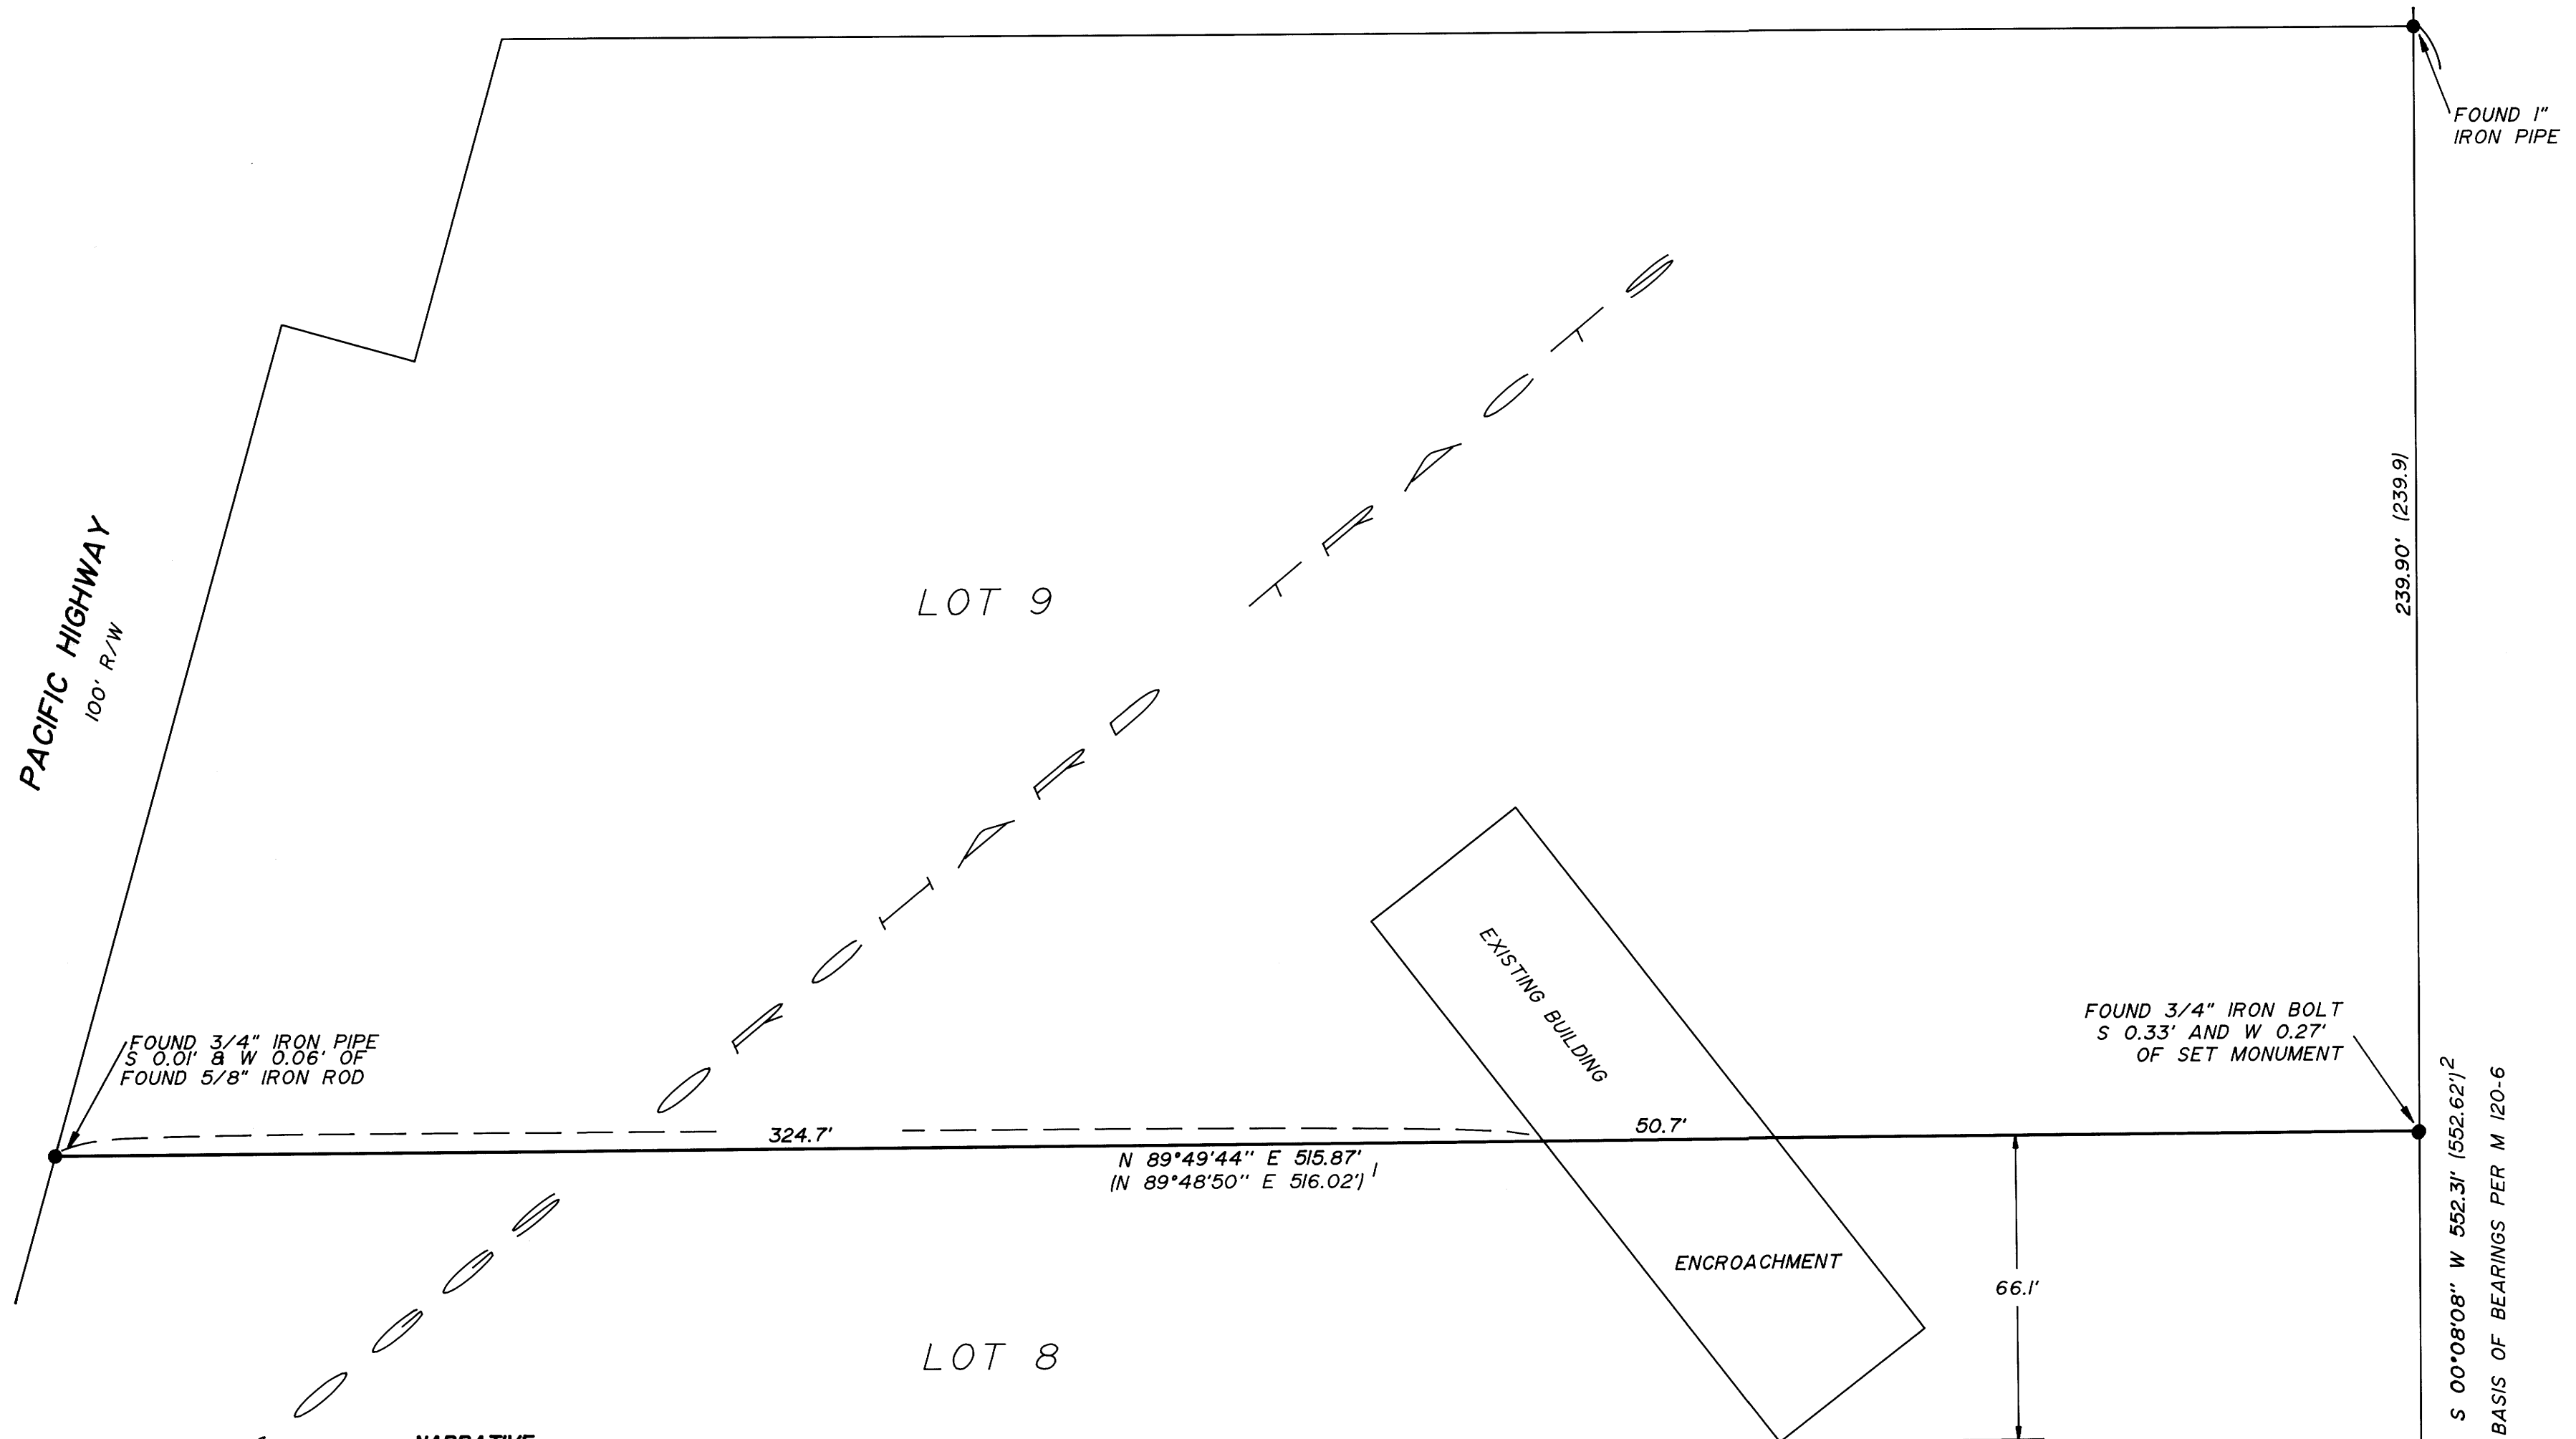 FOUND 1"
IRON PIPE
PACIFIC HIGHWAY
100' R/W
LOT 9
239.90' (239.9)
EXISTING BUILDING
FOUND 3/4" IRON PIPE
S 0.01' & W 0.06' OF
FOUND 5/8" IRON ROD
FOUND 3/4" IRON BOLT
S 0.33' AND W 0.27'
OF SET MONUMENT
324.7'
50.7'
N 89°49'44" E 515.87'
(N 89°48'50" E 516.02') 1
ENCROACHMENT
66.1'
LOT 8
S 00°08'08" W 552.31' (552.62')2
BASIS OF BEARINGS PER M 120-6
NARRATIVE